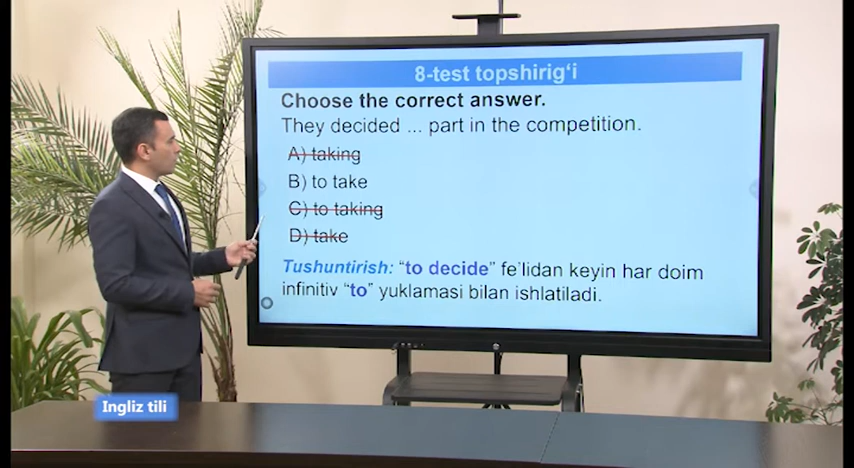 8-test topshirig‘i
Choose the correct answer.
They decided ... part in the competition.
A) taking
B) to take
C) to taking
D) take
Tushuntirish: “to decide” fe’lidan keyin har doim
infinitiv “to” yuklamasi bilan ishlatiladi.
Ingliz tili